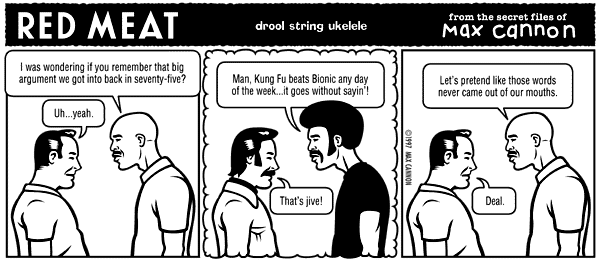 RED MEAT
drool string ukelele
from the secret files of
max cannon
I was wondering if you remember that big
argument we got into back in seventy-five?
Uh...yeah.
Man, Kung Fu beats Bionic any day
of the week...it goes without sayin'!
That's jive!
Let's pretend like those words
never came out of our mouths.
Deal.
©1997 MAX CANNON